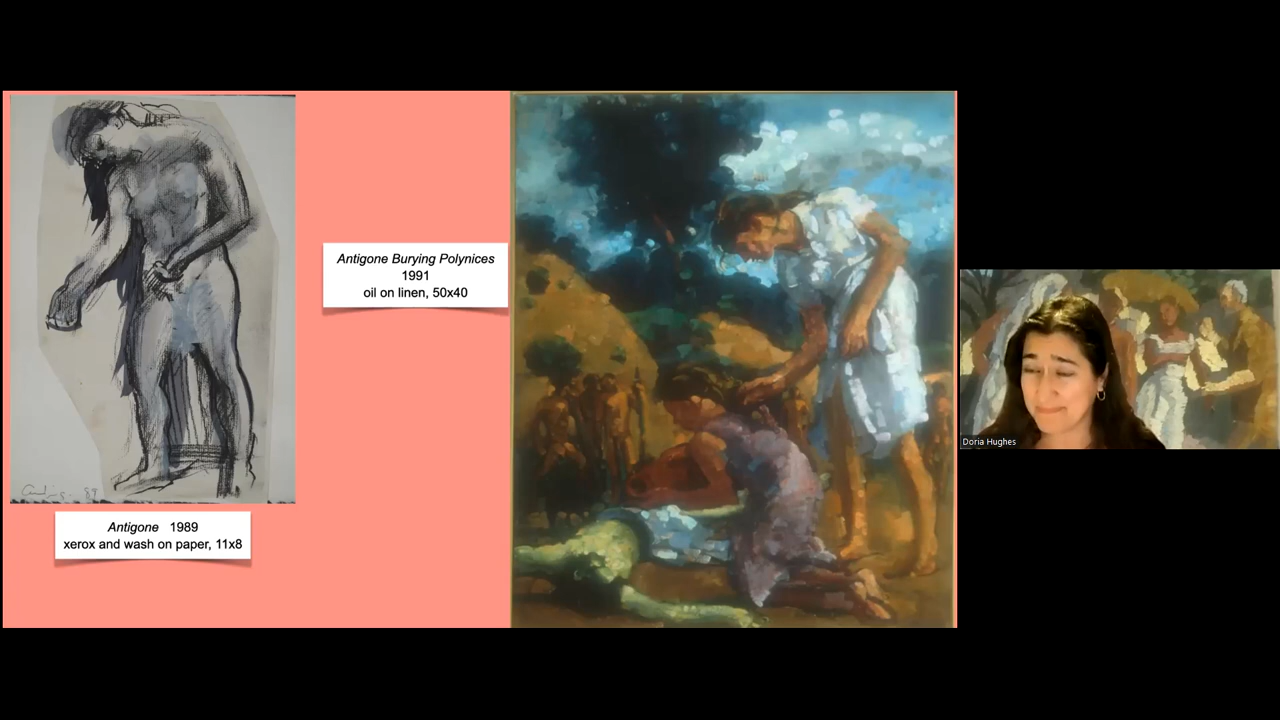 Antigone Burying Polynices
1991
oil on linen, 50x40
Antigone 1989
xerox and wash on paper, 11x8
Doria Hughes